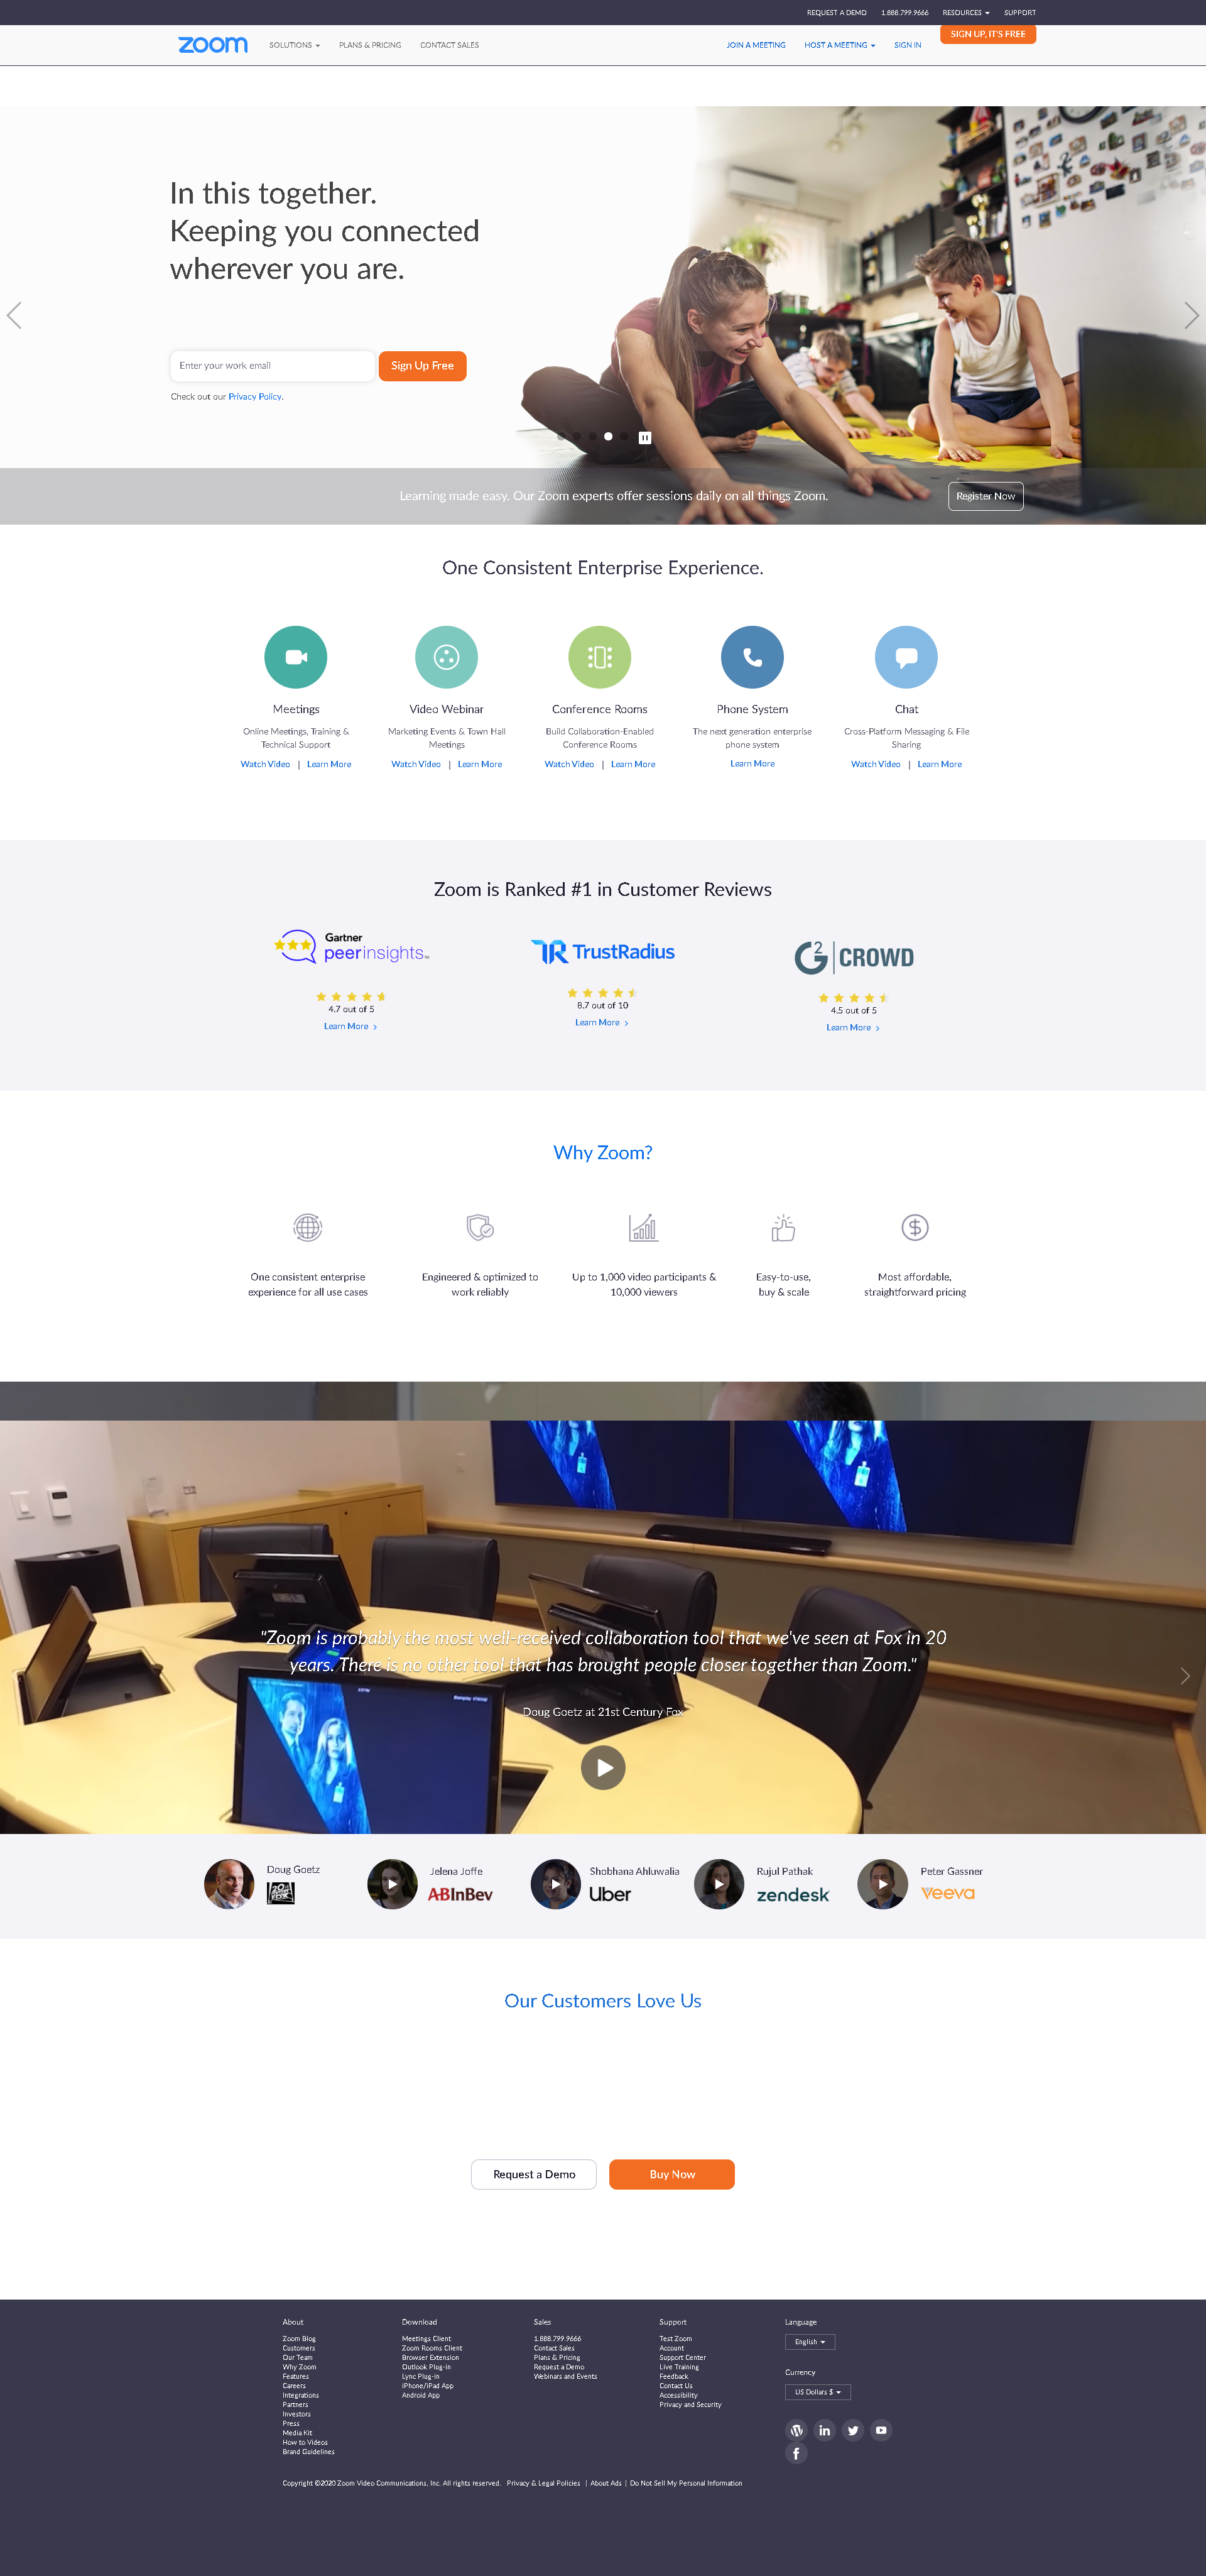 REQUEST A DEMO 1.888.799.9666 RESOURCES SUPPORT
zoom SOLUTIONS PLANS & PRICING CONTACT SALES JOIN A MEETING HOST A MEETING SIGN IN SIGN UP, IT'S FREE
In this together.
Keeping you connected
wherever you are.
Enter your work email Sign Up Free
Check out our Privacy Policy.
Learning made easy. Our Zoom experts offer sessions daily on all things Zoom. Register Now
One Consistent Enterprise Experience.
Meetings
Online Meetings, Training &
Technical Support
Watch Video | Learn More
Video Webinar
Marketing Events & Town Hall
Meetings
Watch Video | Learn More
Conference Rooms
Build Collaboration-Enabled
Conference Rooms
Watch Video | Learn More
Phone System
The next generation enterprise
phone system
Learn More
Chat
Cross-Platform Messaging & File
Sharing
Watch Video | Learn More
Zoom is Ranked #1 in Customer Reviews
Gartner
peerinsights™
4.7 out of 5
Learn More
TR TrustRadius
8.7 out of 10
Learn More
G2 CROWD
4.5 out of 5
Learn More
Why Zoom?
One consistent enterprise
experience for all use cases
Engineered & optimized to
work reliably
Up to 1,000 video participants &
10,000 viewers
Easy-to-use,
buy & scale
Most affordable,
straightforward pricing
"Zoom is probably the most well-received collaboration tool that we've seen at Fox in 20
years. There is no other tool that has brought people closer together than Zoom."
Doug Goetz at 21st Century Fox
Doug Goetz
20 FOX
Jelena Joffe
ABInBev
Shobhana Ahluwalia
Uber
Rujul Pathak
zendesk
Peter Gassner
Veeva
Our Customers Love Us
Request a Demo Buy Now
About
Zoom Blog
Customers
Our Team
Why Zoom
Features
Careers
Integrations
Partners
Investors
Press
Media Kit
How to Videos
Brand Guidelines
Download
Meetings Client
Zoom Rooms Client
Browser Extension
Outlook Plug-in
Lync Plug-in
iPhone/iPad App
Android App
Sales
1.888.799.9666
Contact Sales
Plans & Pricing
Request a Demo
Webinars and Events
Support
Test Zoom
Account
Support Center
Live Training
Feedback
Contact Us
Accessibility
Privacy and Security
Language
English
Currency
US Dollars $
Copyright ©2020 Zoom Video Communications, Inc. All rights reserved. Privacy & Legal Policies | About Ads | Do Not Sell My Personal Information